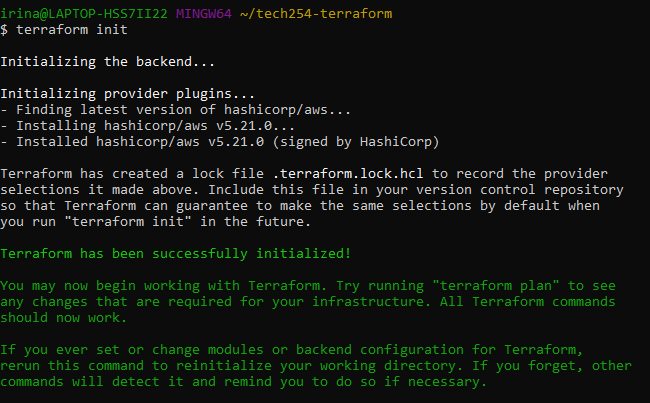 irina@LAPTOP-HSS7II22 MINGW64 ~/tech254-terraform
$ terraform init
Initializing the backend...
Initializing provider plugins...
- Finding latest version of hashicorp/aws...
- Installing hashicorp/aws v5.21.0...
- Installed hashicorp/aws v5.21.0 (signed by HashiCorp)
Terraform has created a lock file .terraform.lock.hcl to record the provider
selections it made above. Include this file in your version control repository
so that Terraform can guarantee to make the same selections by default when
you run "terraform init" in the future.
Terraform has been successfully initialized!
You may now begin working with Terraform. Try running "terraform plan" to see
any changes that are required for your infrastructure. All Terraform commands
should now work.
If you ever set or change modules or backend configuration for Terraform,
rerun this command to reinitialize your working directory. If you forget, other
commands will detect it and remind you to do so if necessary.